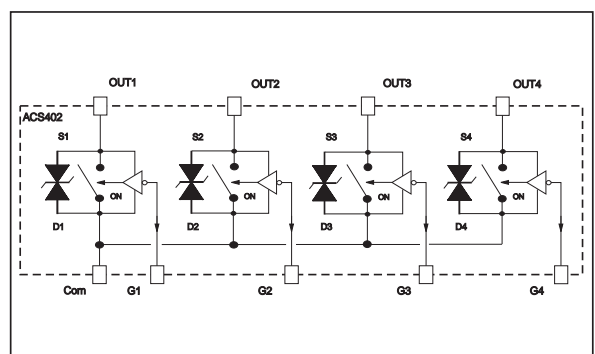 OUT1 OUT2 OUT3 OUT4
ACS402
S1 S2 S3 S4
ON ON ON ON
D1 D2 D3 D4
Com G1 G2 G3 G4